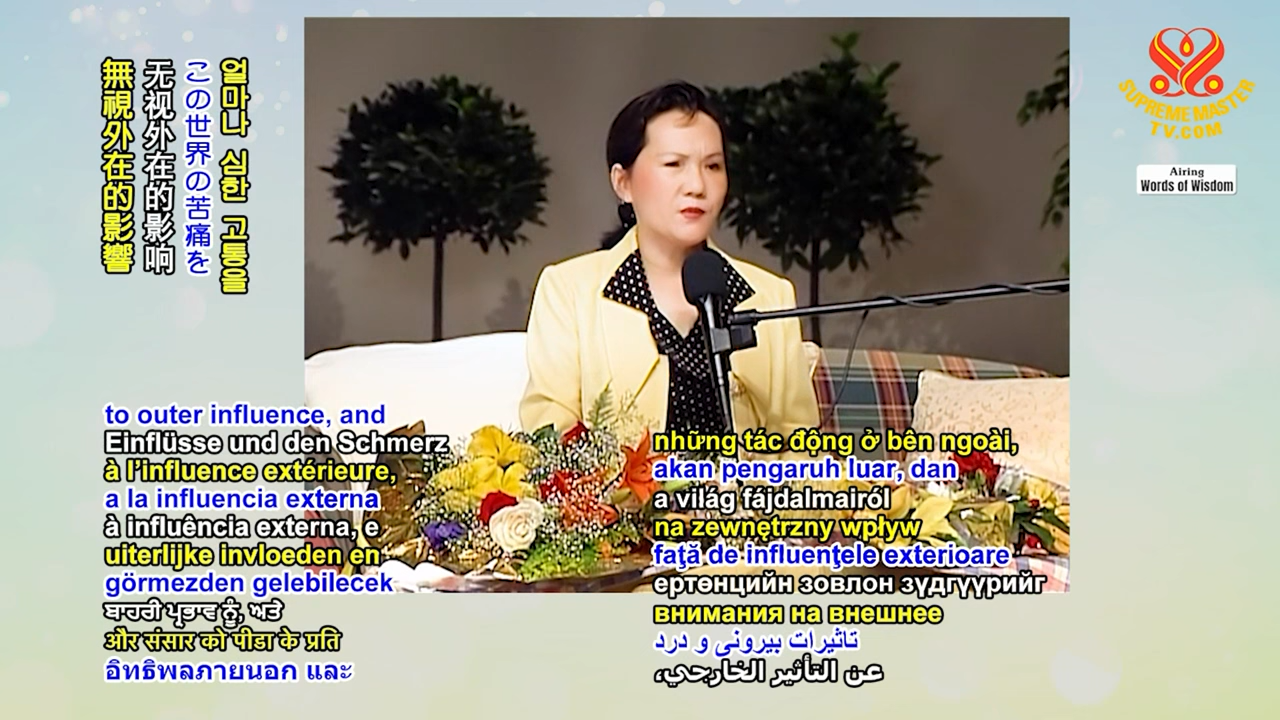 無視外在的影響
无视外在的影响
この世界の苦痛を
얼마나 심한 고통을
SUPREME MASTER
TV.COM
Airing
Words of Wisdom
to outer influence, and
Einflüsse und den Schmerz
à l'influence extérieure,
a la influencia externa
à influência externa, e
uiterlijke invloeden en
görmezden gelebilecek
ਬਾਹਰੀ ਪ੍ਰਭਾਵ ਨੂੰ, ਅਤੇ
और संसार को पीडा के प्रति
อิทธิพลภายนอก และ
những tác động ở bên ngoài,
akan pengaruh luar, dan
a világ fájdalmairól
na zewnętrzny wpływ
faţă de influenţele exterioare
ертөнцийн зовлон зүдгүүрийг
внимания на внешнее
تاثیرات بیرونی و درد
عن التأثير الخارجي،